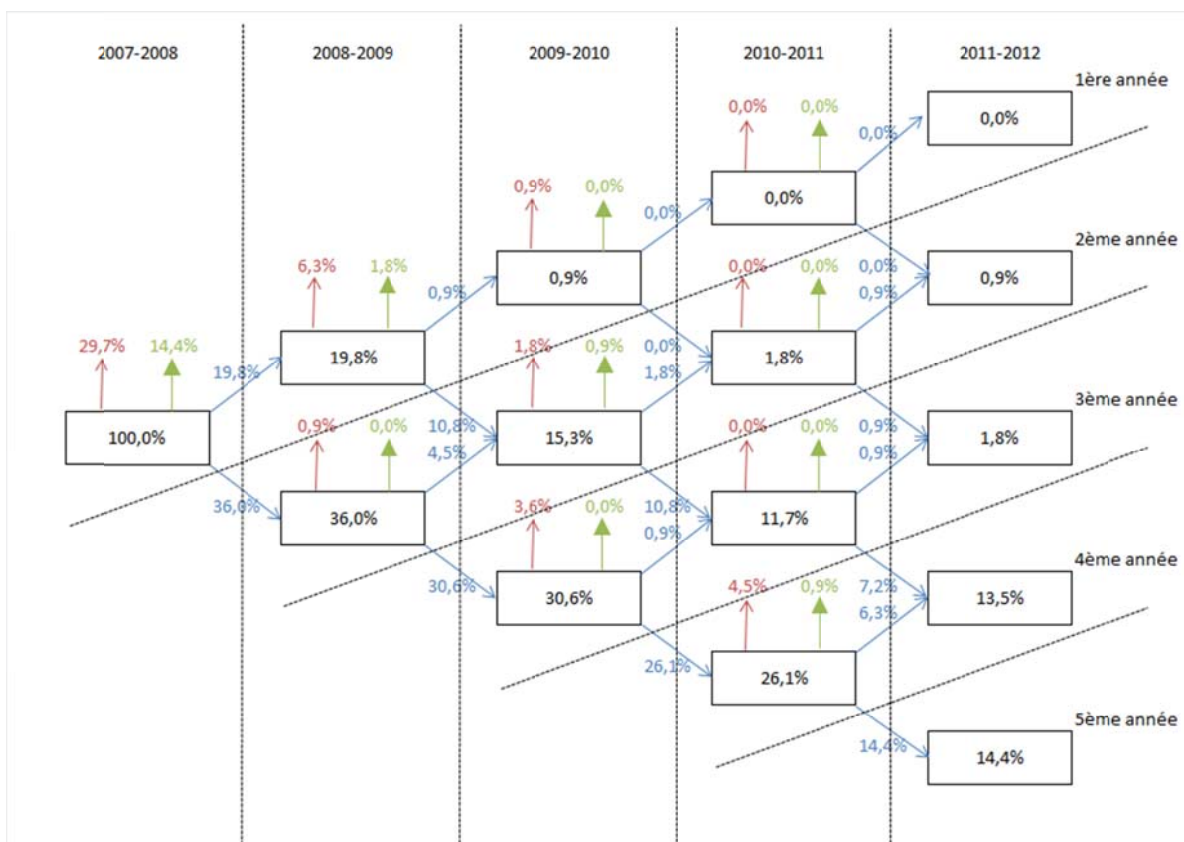 2007-2008 2008-2009 2009-2010 2010-2011 2011-2012
1ère année
0,0% 0,0% 0,0% 0,0%
0,9% 0,0% 0,0% 0,0%
2ème année
6,3% 1,8% 0,9% 0,9% 0,0% 0,0% 0,0% 0,9%
0,9%
29,7% 14,4% 19,8% 19,8% 1,8% 0,9% 0,0% 1,8% 1,8%
3ème année
100,0% 0,9% 0,0% 10,8% 15,3% 0,0% 0,0% 0,9% 1,8%
4,5% 0,9%
36,0% 36,0% 3,6% 0,0% 10,8% 11,7%
0,9%
4ème année
30,6% 30,6% 4,5% 0,9% 7,2% 13,5%
6,3%
26,1% 26,1%
5ème année
14,4% 14,4%